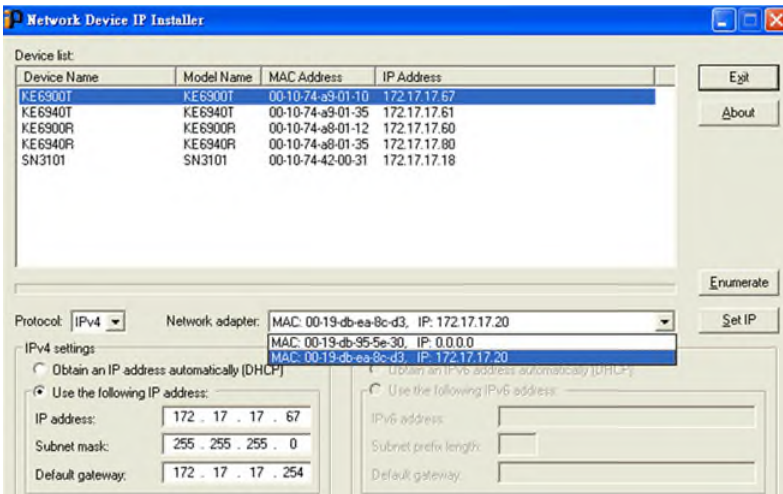 IP Network Device IP Installer
Device list:
Device Name Model Name MAC Address IP Address
KE6900T KE6900T 00-10-74-a9-01-10 172.17.17.67
KE6940T KE6940T 00-10-74-a9-01-35 172.17.17.61
KE6900R KE6900R 00-10-74-a8-01-12 172.17.17.60
KE6940R KE6940R 00-10-74-a8-01-35 172.17.17.80
SN3101 SN3101 00-10-74-42-00-31 172.17.17.18
Exit
About
Enumerate
Protocol: IPv4 Network adapter: MAC: 00-19-db-ea-8c-d3, IP: 172.17.17.20 Set IP
MAC: 00-19-db-95-5e-30, IP: 0.0.0.0
MAC: 00-19-db-ea-8c-d3, IP: 172.17.17.20
IPv4 settings
Obtain an IP address automatically (DHCP) Obtain an IPv6 address automatically (DHCP)
Use the following IP address: Use the following IPv6 address:
IP address: 172 . 17 . 17 . 67 IPv6 address:
Subnet mask: 255 . 255 . 255 . 0 Subnet prefix length:
Default gateway: 172 . 17 . 17 . 254 Default gateway: